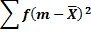 ∑ f(m − X̅)²